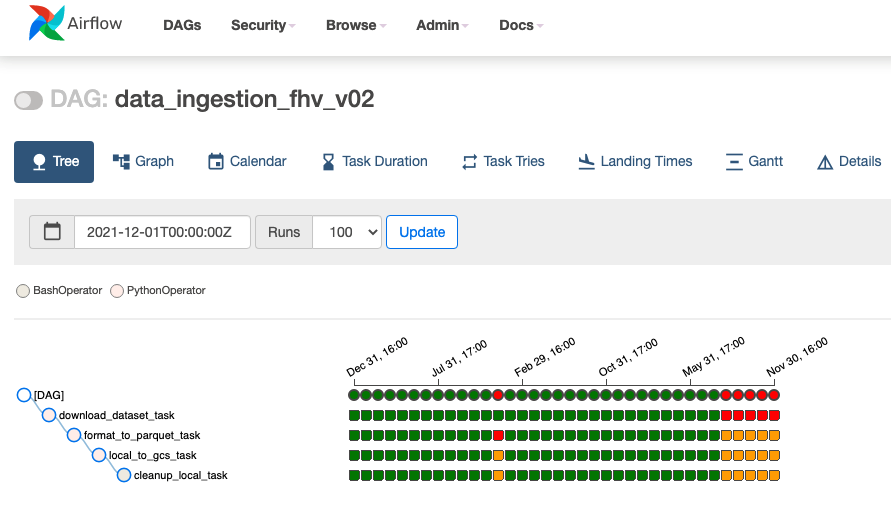 Airflow DAGs Security Browse Admin Docs
DAG: data_ingestion_fhv_v02
Tree Graph Calendar Task Duration Task Tries Landing Times Gantt Details
2021-12-01T00:00:00Z Runs 100 Update
BashOperator PythonOperator
Dec 31, 16:00 Jul 31, 17:00 Feb 29, 16:00 Oct 31, 17:00 May 31, 17:00 Nov 30, 16:00
[DAG]
download_dataset_task
format_to_parquet_task
local_to_gcs_task
cleanup_local_task